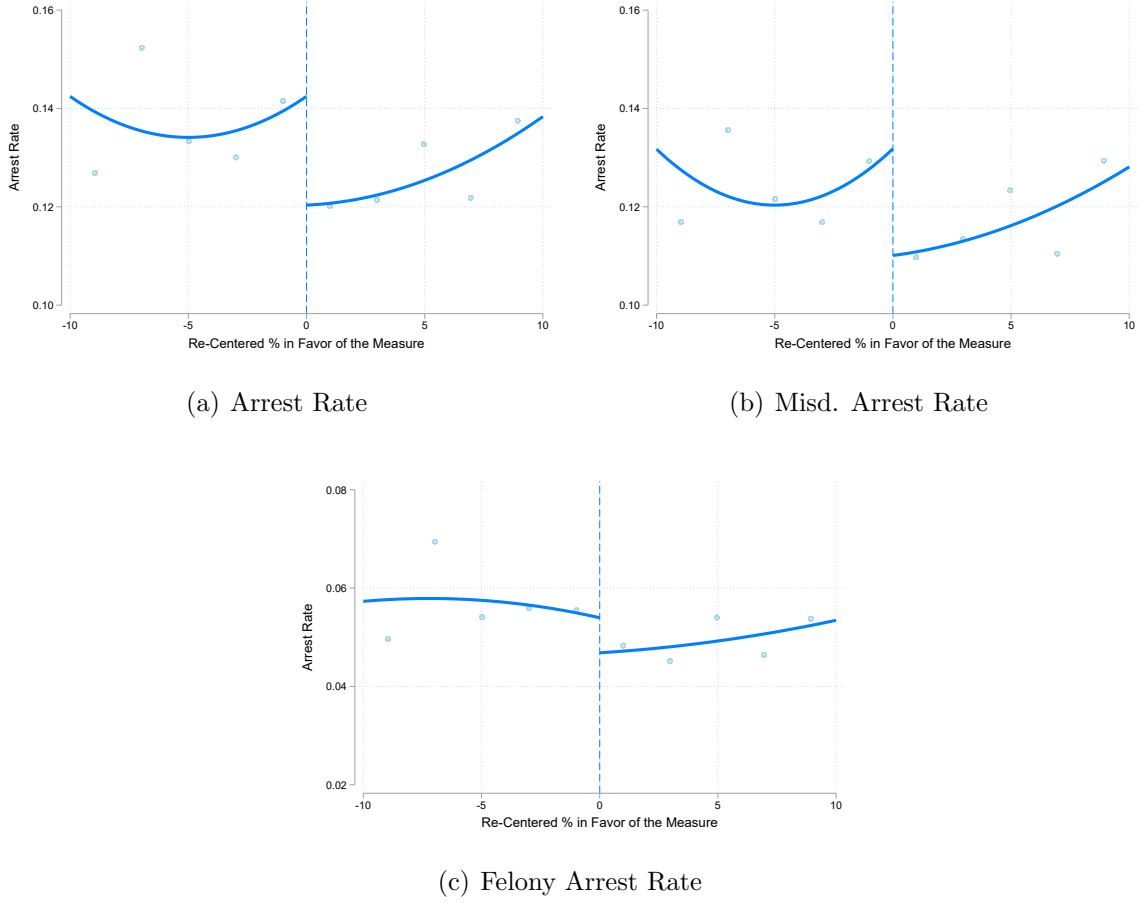 0.16
0.14
0.12
0.10
Arrest Rate
-10 -5 0 5 10
Re-Centered % in Favor of the Measure
(a) Arrest Rate
0.16
0.14
0.12
0.10
Arrest Rate
-10 -5 0 5 10
Re-Centered % in Favor of the Measure
(b) Misd. Arrest Rate
0.08
0.06
0.04
0.02
Arrest Rate
-10 -5 0 5 10
Re-Centered % in Favor of the Measure
(c) Felony Arrest Rate